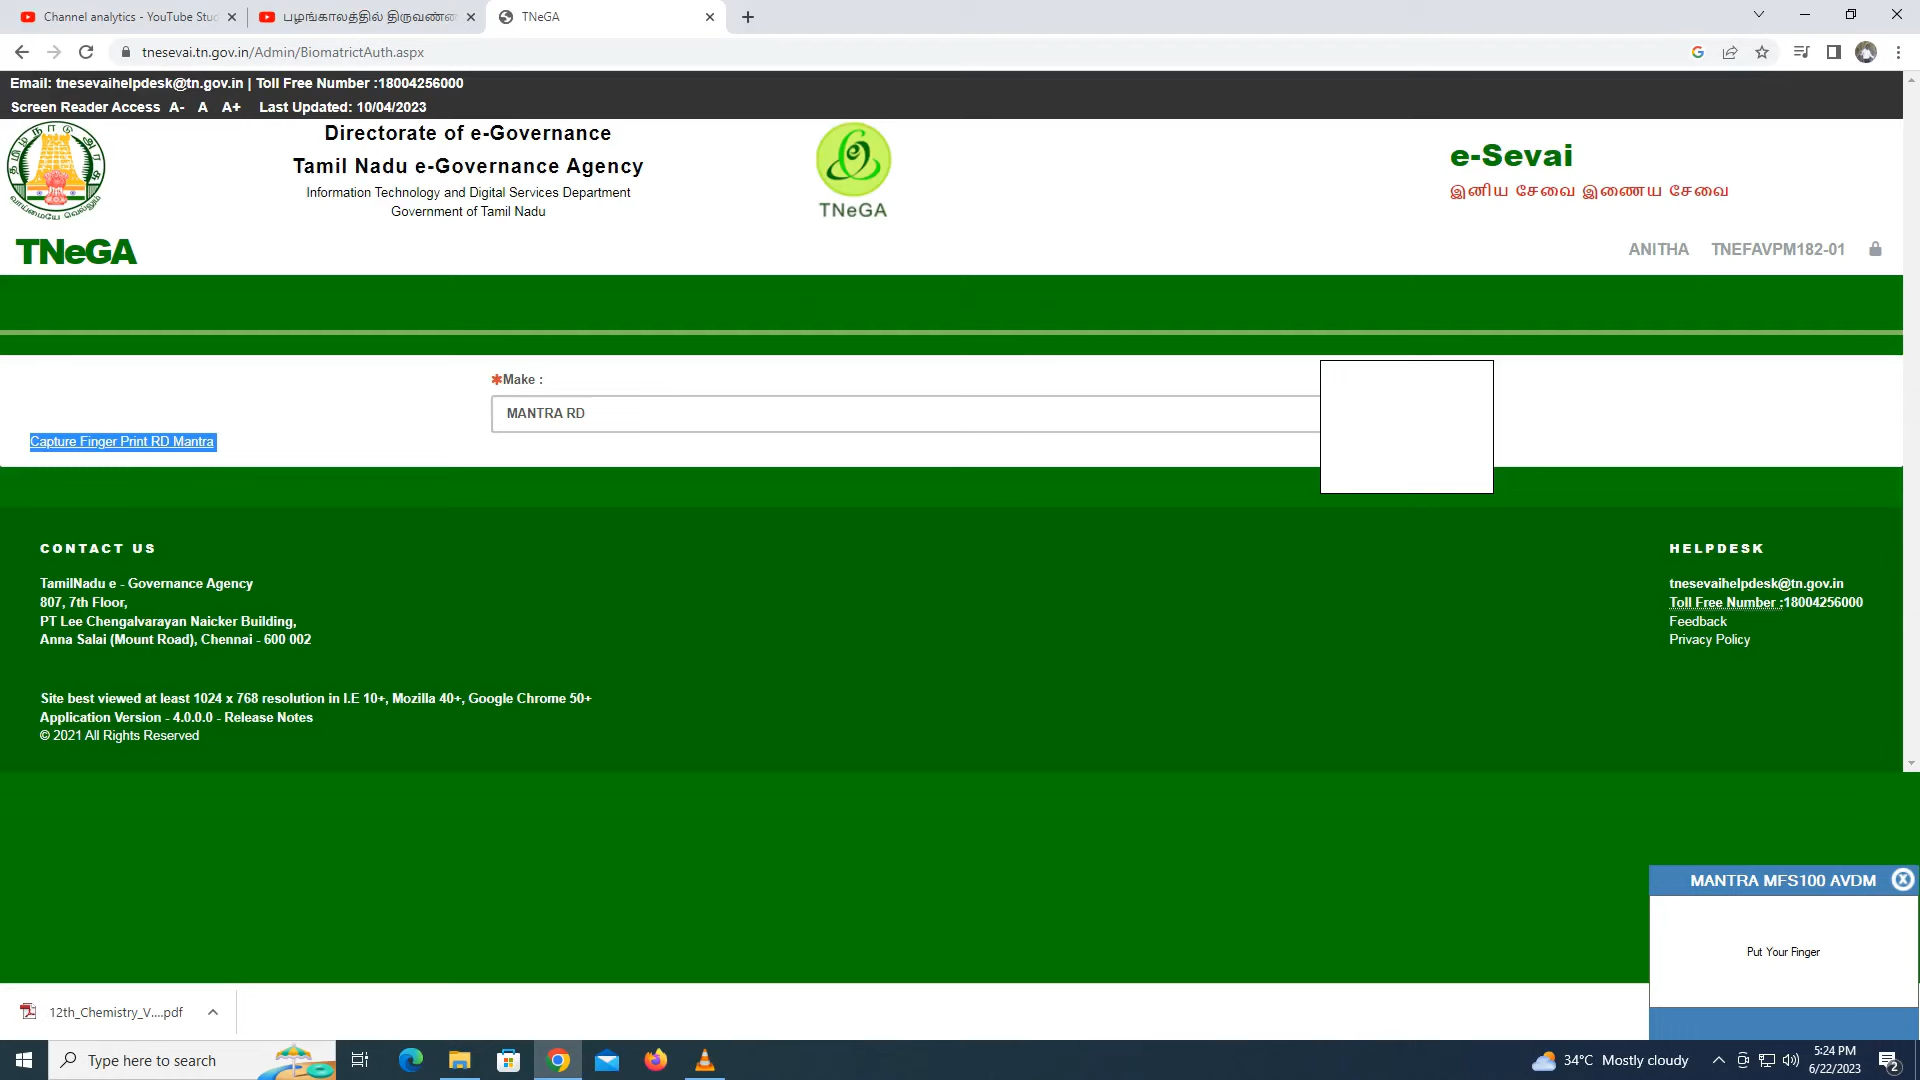 Channel analytics - YouTube Stu
பழங்காலத்தில் திருவண்ண
TNeGA
tnesevai.tn.gov.in/Admin/BiomatrictAuth.aspx
Email: tnesevaihelpdesk@tn.gov.in | Toll Free Number :18004256000
Screen Reader Access A- A A+ Last Updated: 10/04/2023
Directorate of e-Governance
Tamil Nadu e-Governance Agency
Information Technology and Digital Services Department
Government of Tamil Nadu
தமிழ்நாடு அரசு
வாய்மையே வெல்லும்
TNeGA
e-Sevai
இனிய சேவை இணைய சேவை
TNeGA
ANITHA TNEFAVPM182-01
*Make :
MANTRA RD
Capture Finger Print RD Mantra
CONTACT US
TamilNadu e - Governance Agency
807, 7th Floor,
PT Lee Chengalvarayan Naicker Building,
Anna Salai (Mount Road), Chennai - 600 002
HELPDESK
tnesevaihelpdesk@tn.gov.in
Toll Free Number :18004256000
Feedback
Privacy Policy
Site best viewed at least 1024 x 768 resolution in I.E 10+, Mozilla 40+, Google Chrome 50+
Application Version - 4.0.0.0 - Release Notes
© 2021 All Rights Reserved
MANTRA MFS100 AVDM
Put Your Finger
12th_Chemistry_V....pdf
Type here to search
34°C Mostly cloudy
5:24 PM
6/22/2023
2